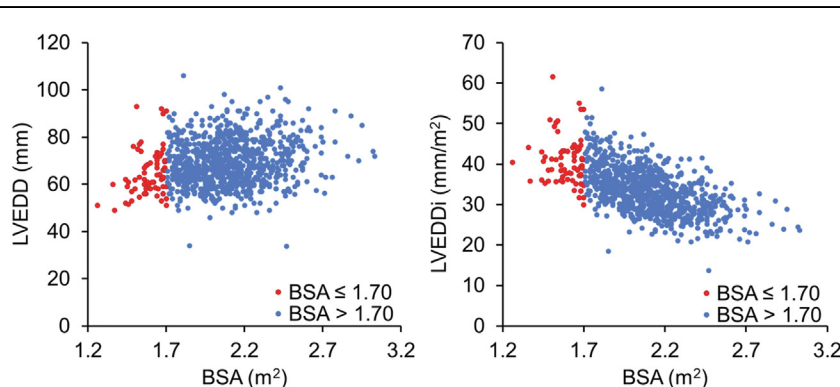 120
100
80
60
40
20
0
LVEDD (mm)
BSA ≤ 1.70
BSA > 1.70
1.2 1.7 2.2 2.7 3.2
BSA (m²)
70
60
50
40
30
20
10
0
LVEDDi (mm/m²)
BSA ≤ 1.70
BSA > 1.70
1.2 1.7 2.2 2.7 3.2
BSA (m²)